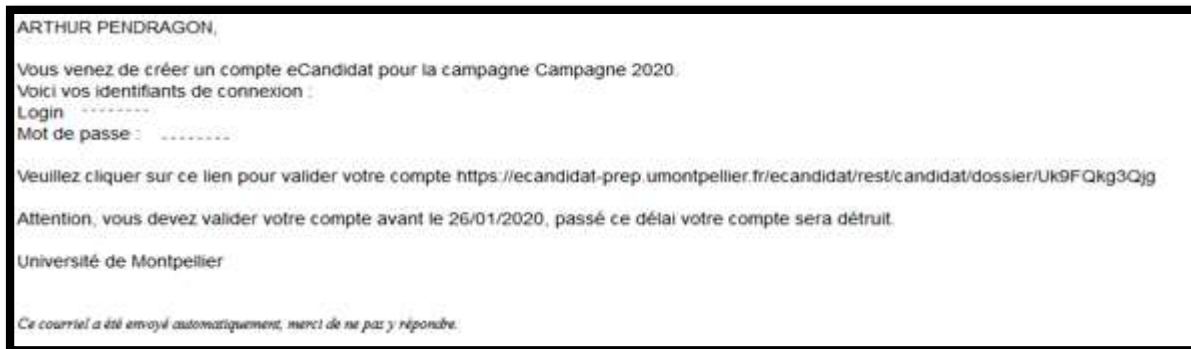 ARTHUR PENDRAGON,
Vous venez de créer un compte eCandidat pour la campagne Campagne 2020.
Voici vos identifiants de connexion :
Login --------
Mot de passe : --------
Veuillez cliquer sur ce lien pour valider votre compte https://ecandidat-prep.umontpellier.fr/ecandidat/rest/candidat/dossier/Uk9FQkg3Qjg
Attention, vous devez valider votre compte avant le 26/01/2020, passé ce délai votre compte sera détruit.
Université de Montpellier
Ce courriel a été envoyé automatiquement, merci de ne pas y répondre.